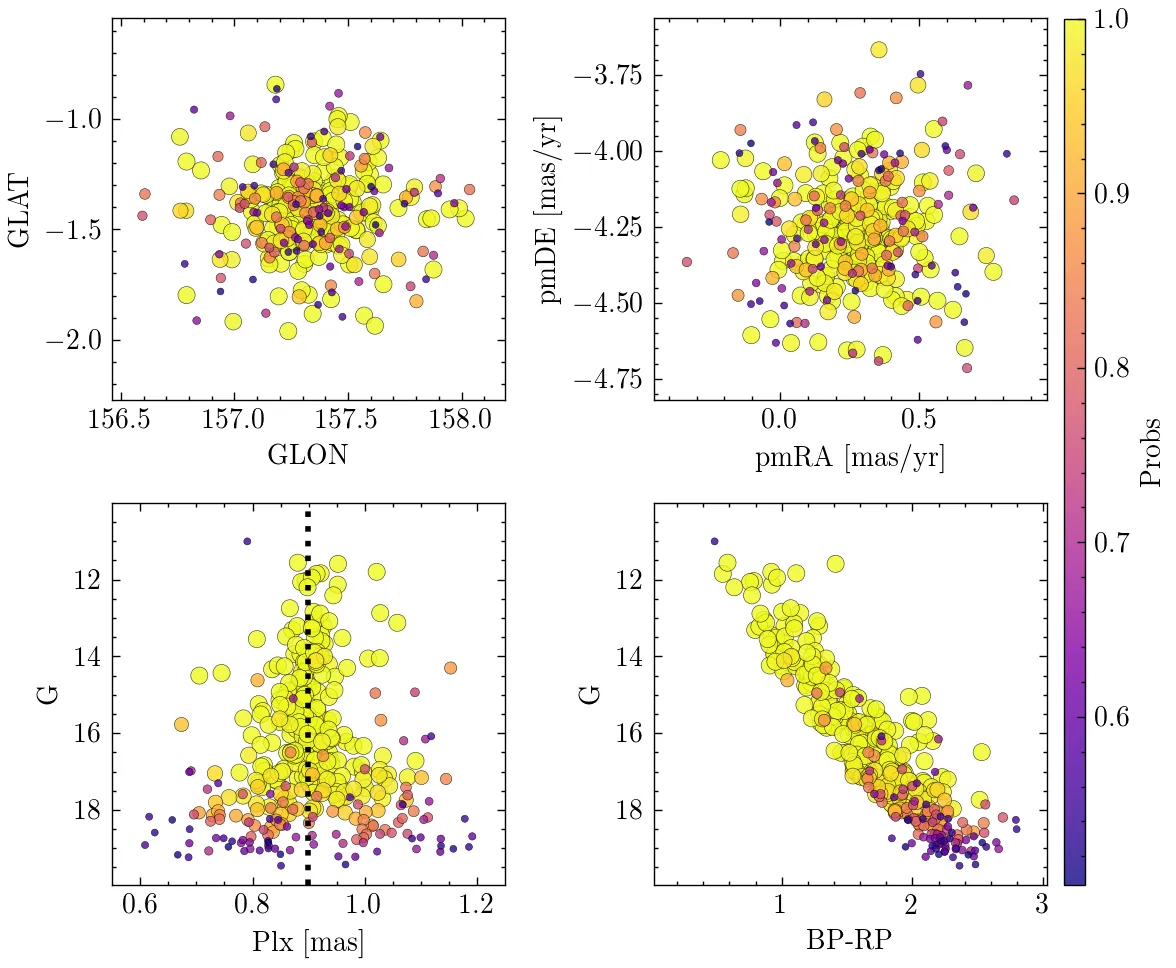 −1.0
−1.5
−2.0
GLAT
156.5 157.0 157.5 158.0
GLON
−3.75
−4.00
−4.25
−4.50
−4.75
pmDE [mas/yr]
0.0 0.5
pmRA [mas/yr]
12
14
16
18
G
0.6 0.8 1.0 1.2
Plx [mas]
12
14
16
18
G
1 2 3
BP-RP
1.0
0.9
0.8
0.7
0.6
Probs